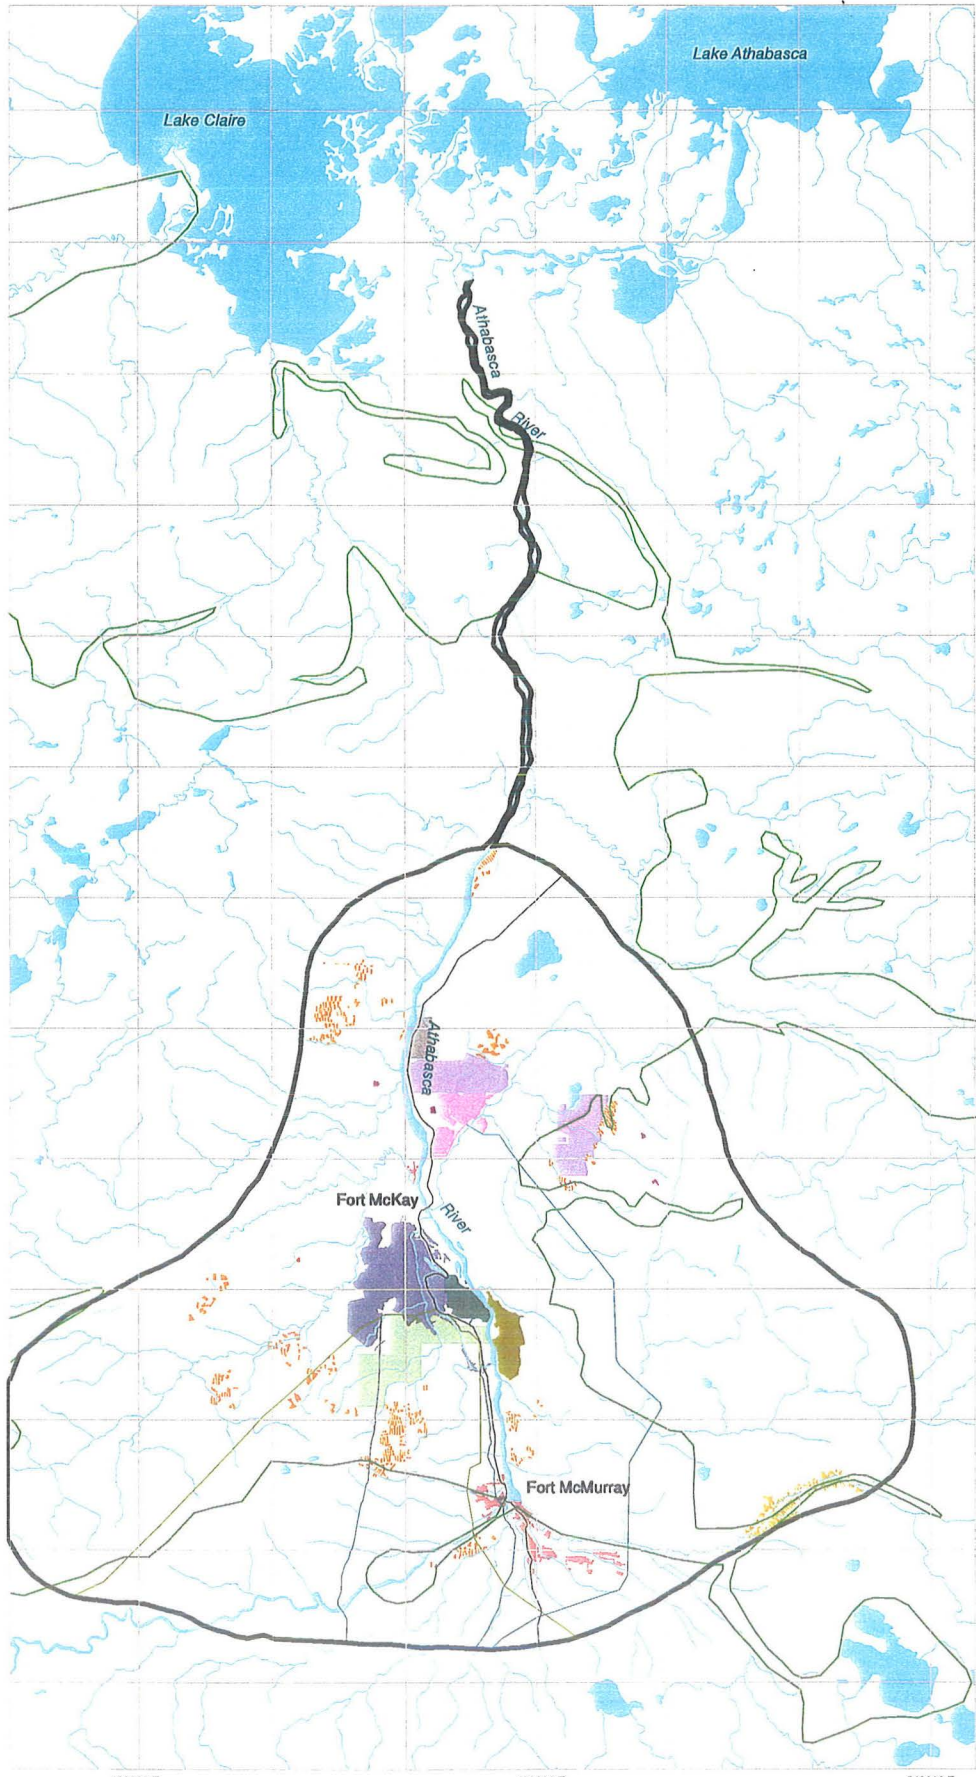 Lake Athabasca
Lake Claire
Athabasca
River
Athabasca
Fort McKay
River
Fort McMurray